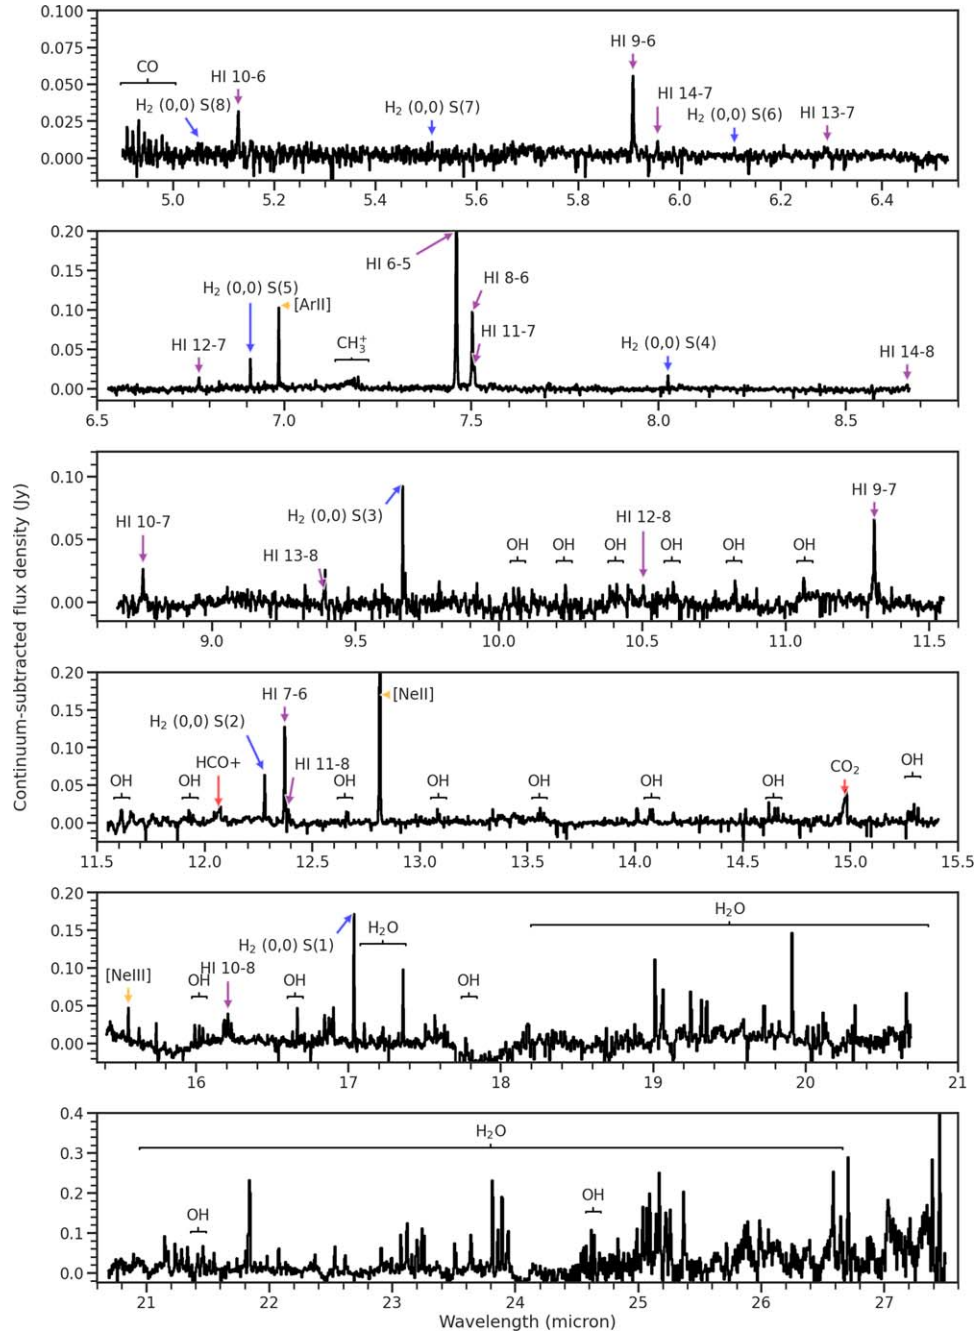 0.100
0.075
0.050
0.025
0.000
CO
HI 10-6
H₂ (0,0) S(8)
H₂ (0,0) S(7)
HI 9-6
HI 14-7
H₂ (0,0) S(6)
HI 13-7
5.0 5.2 5.4 5.6 5.8 6.0 6.2 6.4
0.20
0.15
0.10
0.05
0.00
HI 6-5
HI 8-6
H₂ (0,0) S(5)
[ArII]
HI 11-7
HI 12-7
CH₃⁺
H₂ (0,0) S(4)
HI 14-8
6.5 7.0 7.5 8.0 8.5
0.10
0.05
0.00
HI 10-7
HI 13-8
H₂ (0,0) S(3)
OH
OH
OH
HI 12-8
OH
OH
OH
HI 9-7
9.0 9.5 10.0 10.5 11.0 11.5
Continuum-subtracted flux density (Jy)
0.20
0.15
0.10
0.05
0.00
HI 7-6
[NeII]
H₂ (0,0) S(2)
HCO+
HI 11-8
OH
OH
OH
OH
OH
OH
OH
CO₂
OH
11.5 12.0 12.5 13.0 13.5 14.0 14.5 15.0 15.5
0.20
0.15
0.10
0.05
0.00
H₂O
H₂O
H₂ (0,0) S(1)
[NeIII]
OH
HI 10-8
OH
OH
16 17 18 19 20 21
0.4
0.3
0.2
0.1
0.0
H₂O
OH
OH
21 22 23 24 25 26 27
Wavelength (micron)